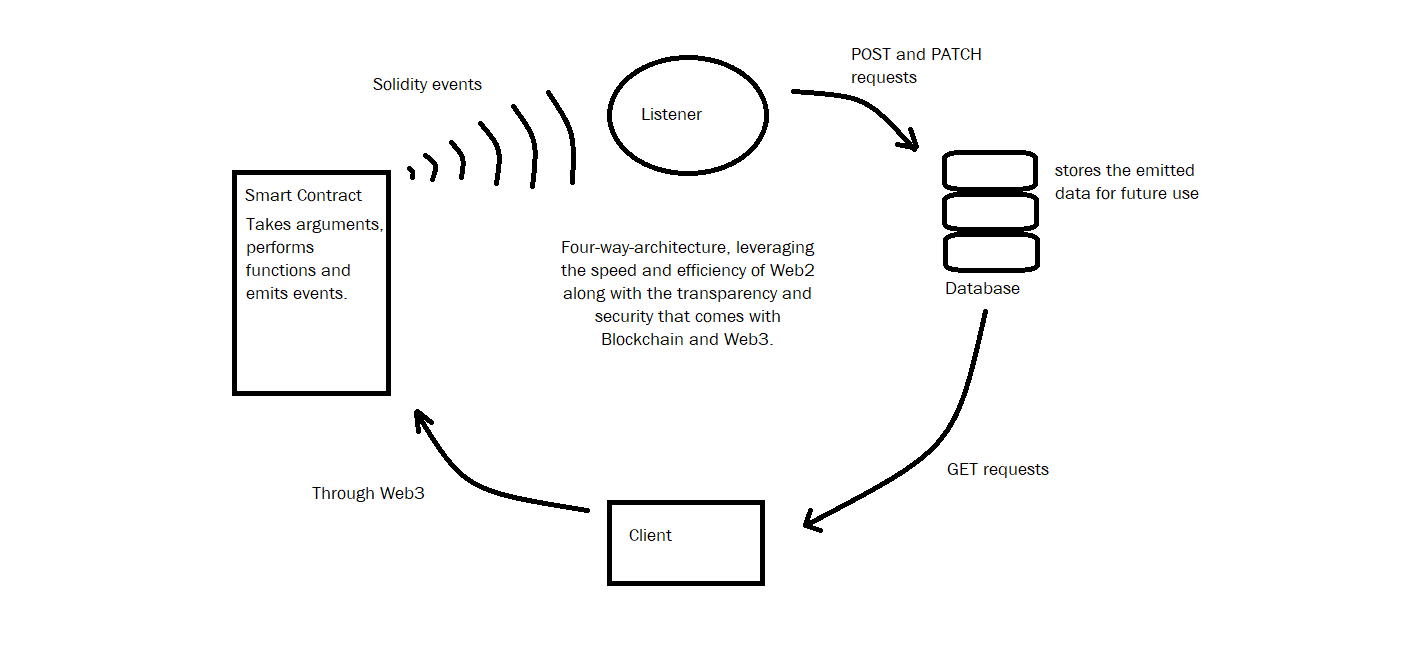 Solidity events
Listener
POST and PATCH
requests
Smart Contract
Takes arguments,
performs
functions and
emits events.
stores the emitted
data for future use
Database
Four-way-architecture, leveraging
the speed and efficiency of Web2
along with the transparency and
security that comes with
Blockchain and Web3.
GET requests
Through Web3
Client